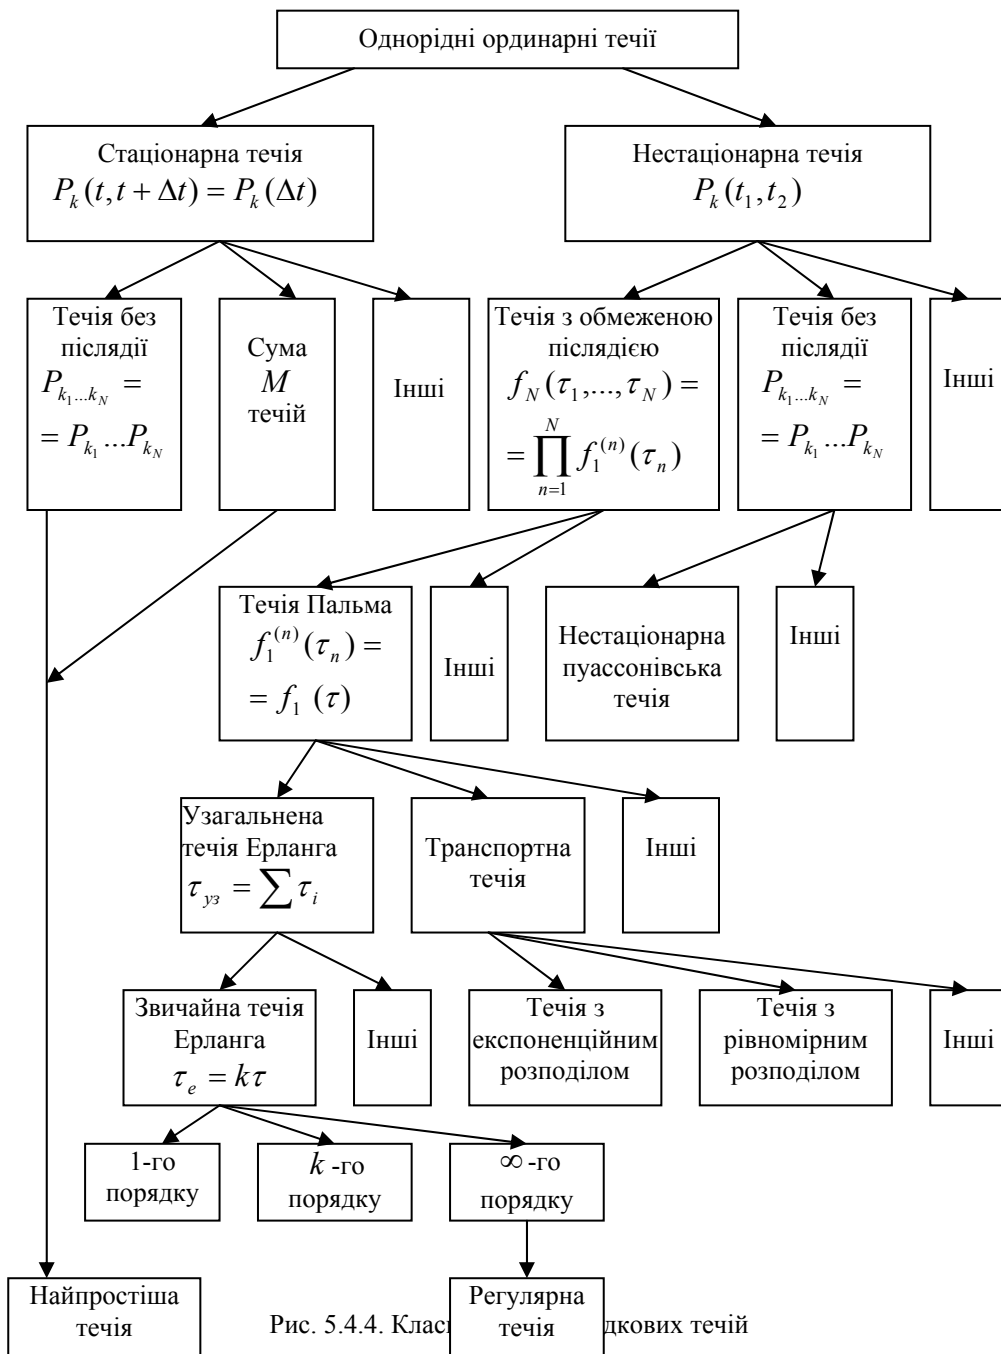 Однорідні ординарні течії
Стаціонарна течія
P_k(t, t + Δt) = P_k(Δt)
Нестаціонарна течія
P_k(t_1, t_2)
Течія без
післядії
P_{k_1...k_N} =
= P_{k_1}...P_{k_N}
Сума
M
течій
Інші
Течія з обмеженою
післядією
f_N(τ_1,...,τ_N) =
= ∏_{n=1}^{N} f_1^{(n)}(τ_n)
Течія без
післядії
P_{k_1...k_N} =
= P_{k_1}...P_{k_N}
Інші
Течія Пальма
f_1^{(n)}(τ_n) =
= f_1 (τ)
Інші
Нестаціонарна
пуассонівська
течія
Інші
Узагальнена
течія Ерланга
τ_{уз} = ∑ τ_i
Транспортна
течія
Інші
Звичайна течія
Ерланга
τ_e = kτ
Інші
Течія з
експоненційним
розподілом
Течія з
рівномірним
розподілом
Інші
1-го
порядку
k -го
порядку
∞ -го
порядку
Найпростіша
течія
Регулярна
течія
Рис. 5.4.4. Клас дкових течій